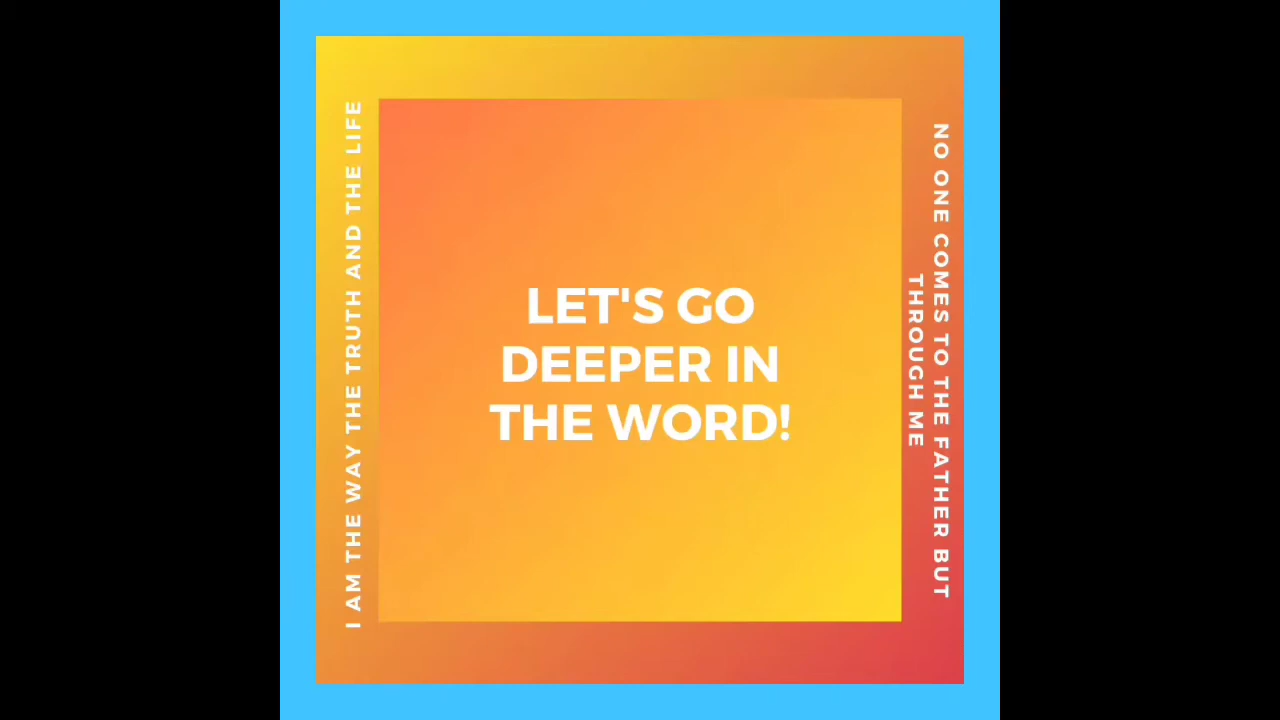 I AM THE WAY THE TRUTH AND THE LIFE
LET'S GO
DEEPER IN
THE WORD!
NO ONE COMES TO THE FATHER BUT
THROUGH ME